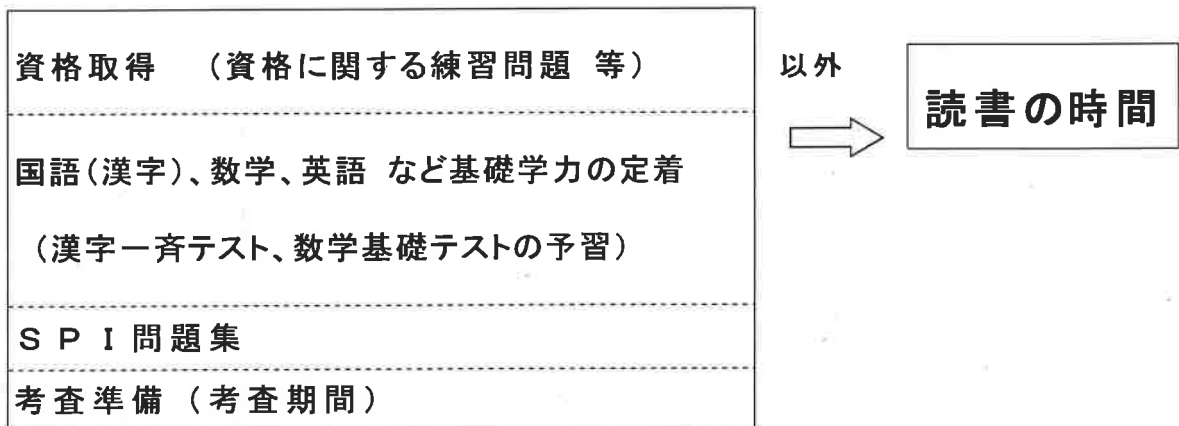 資格取得 （資格に関する練習問題 等）
以外
読書の時間
国語（漢字）、数学、英語 など基礎学力の定着
（漢字一斉テスト、数学基礎テストの予習）
ＳＰＩ問題集
考査準備（考査期間）